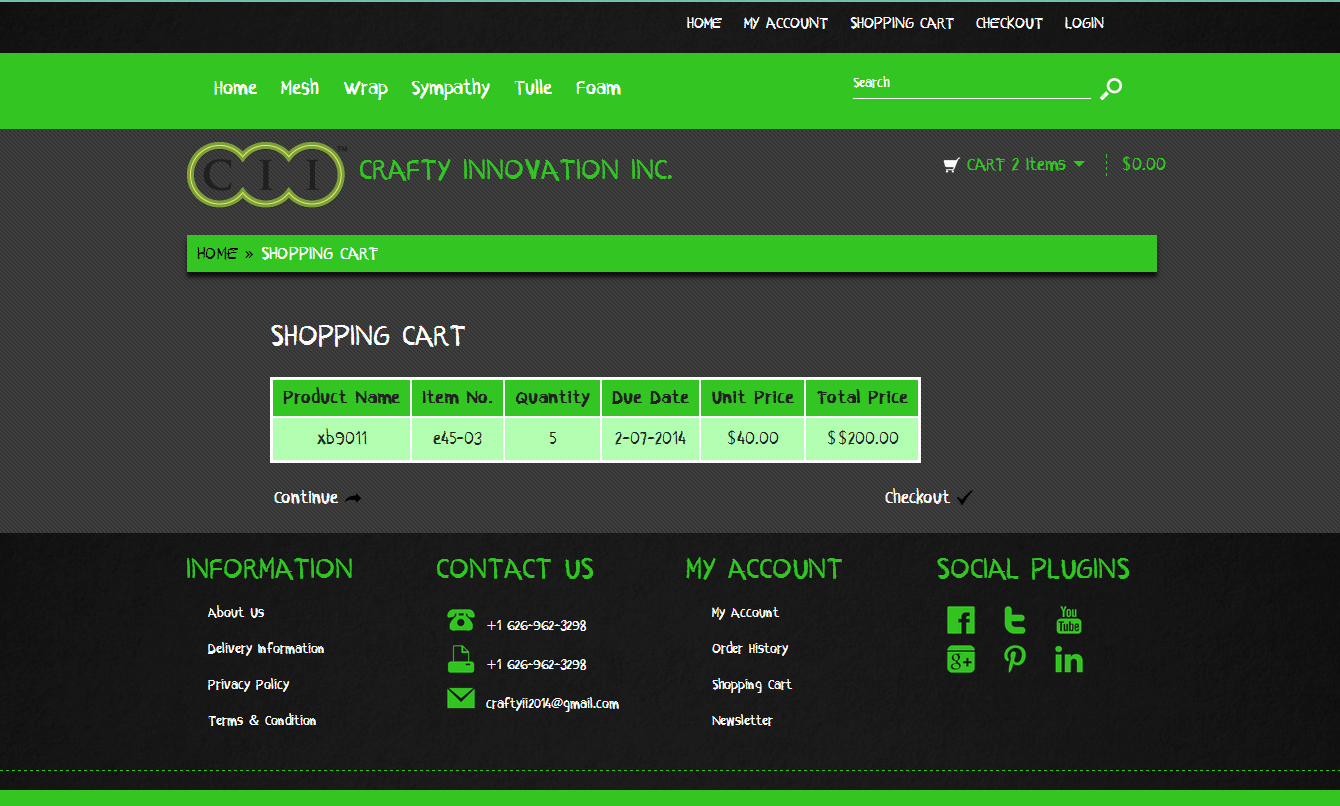 HOME MY ACCOUNT SHOPPING CART CHECKOUT LOGIN
Home Mesh Wrap Sympathy Tulle Foam Search
CII™ CRAFTY INNOVATION INC. CART 2 Items $0.00
HOME » SHOPPING CART
SHOPPING CART
Product Name Item No. Quantity Due Date Unit Price Total Price
xb9011 e45-03 5 2-07-2014 $40.00 $$200.00
Continue Checkout
INFORMATION CONTACT US MY ACCOUNT SOCIAL PLUGINS
About Us +1 626-962-3298 My Account You Tube
Delivery Information +1 626-962-3298 Order History g+ in
Privacy Policy craftyii2014@gmail.com Shopping Cart
Terms & Condition Newsletter